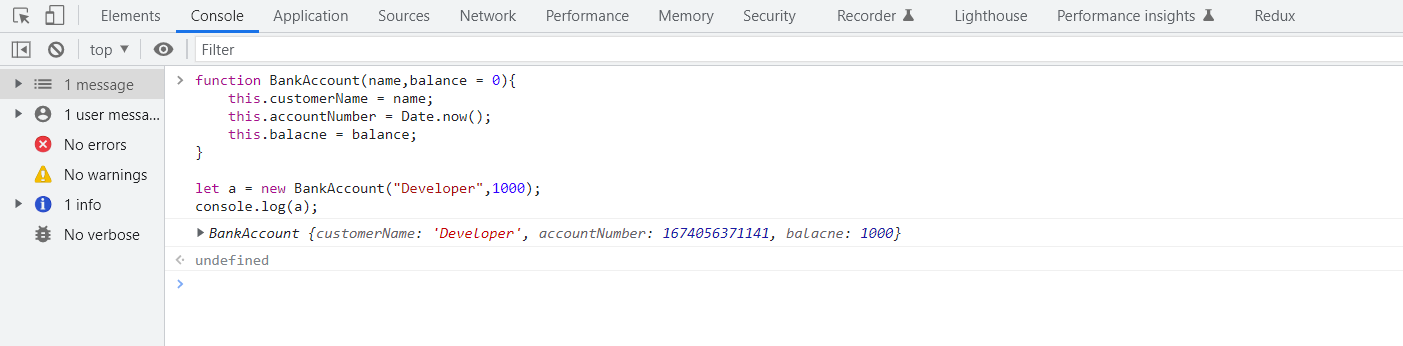 Elements Console Application Sources Network Performance Memory Security Recorder Lighthouse Performance insights Redux
top Filter
1 message
1 user messa...
No errors
No warnings
1 info
No verbose
function BankAccount(name,balance = 0){
    this.customerName = name;
    this.accountNumber = Date.now();
    this.balacne = balance;
}
let a = new BankAccount("Developer",1000);
console.log(a);
BankAccount {customerName: 'Developer', accountNumber: 1674056371141, balacne: 1000}
undefined